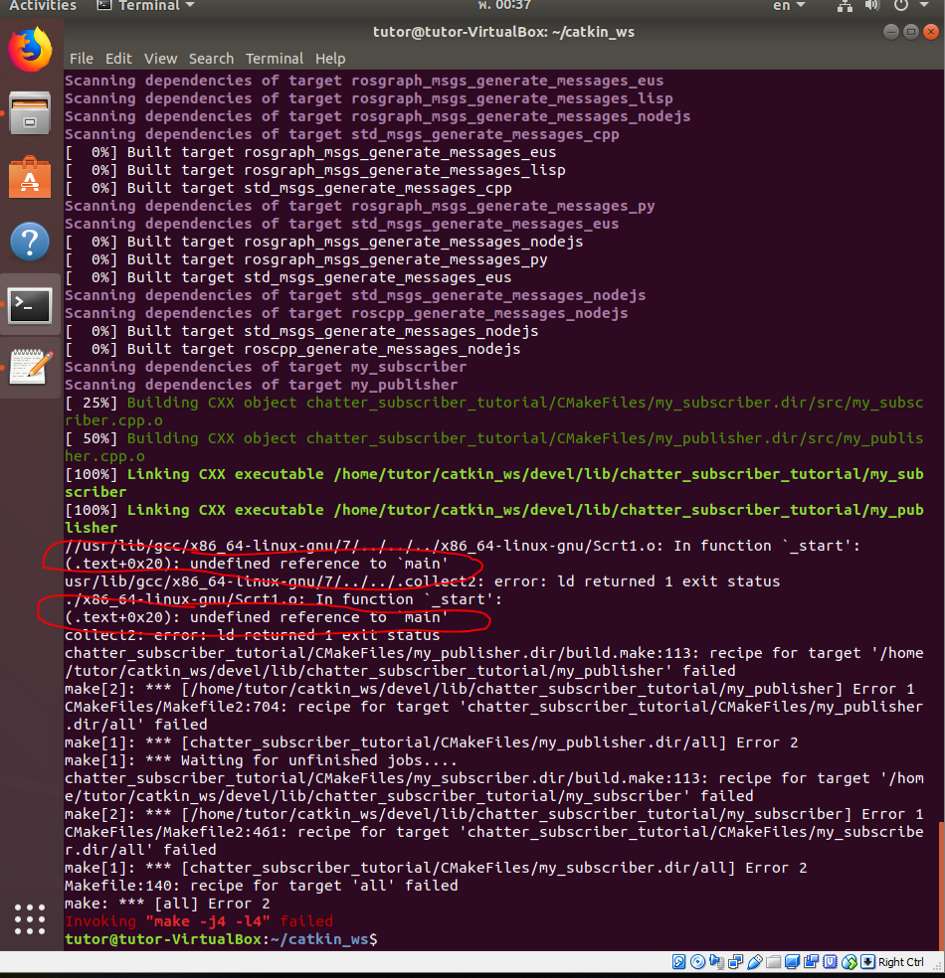 Activities Terminal พ. 00:37 en
tutor@tutor-VirtualBox: ~/catkin_ws
File Edit View Search Terminal Help
Scanning dependencies of target rosgraph_msgs_generate_messages_eus
Scanning dependencies of target rosgraph_msgs_generate_messages_lisp
Scanning dependencies of target rosgraph_msgs_generate_messages_nodejs
Scanning dependencies of target std_msgs_generate_messages_cpp
[  0%] Built target rosgraph_msgs_generate_messages_eus
[  0%] Built target rosgraph_msgs_generate_messages_lisp
[  0%] Built target std_msgs_generate_messages_cpp
Scanning dependencies of target rosgraph_msgs_generate_messages_py
Scanning dependencies of target std_msgs_generate_messages_eus
[  0%] Built target rosgraph_msgs_generate_messages_nodejs
[  0%] Built target rosgraph_msgs_generate_messages_py
[  0%] Built target std_msgs_generate_messages_eus
Scanning dependencies of target std_msgs_generate_messages_nodejs
Scanning dependencies of target roscpp_generate_messages_nodejs
[  0%] Built target std_msgs_generate_messages_nodejs
[  0%] Built target roscpp_generate_messages_nodejs
Scanning dependencies of target my_subscriber
Scanning dependencies of target my_publisher
[ 25%] Building CXX object chatter_subscriber_tutorial/CMakeFiles/my_subscriber.dir/src/my_subsc
riber.cpp.o
[ 50%] Building CXX object chatter_subscriber_tutorial/CMakeFiles/my_publisher.dir/src/my_publis
her.cpp.o
[100%] Linking CXX executable /home/tutor/catkin_ws/devel/lib/chatter_subscriber_tutorial/my_sub
scriber
[100%] Linking CXX executable /home/tutor/catkin_ws/devel/lib/chatter_subscriber_tutorial/my_pub
lisher
//usr/lib/gcc/x86_64-linux-gnu/7/../../../x86_64-linux-gnu/Scrt1.o: In function `_start':
(.text+0x20): undefined reference to `main'
usr/lib/gcc/x86_64-linux-gnu/7/../../.collect2: error: ld returned 1 exit status
./x86_64-linux-gnu/Scrt1.o: In function `_start':
(.text+0x20): undefined reference to `main'
collect2: error: ld returned 1 exit status
chatter_subscriber_tutorial/CMakeFiles/my_publisher.dir/build.make:113: recipe for target '/home
/tutor/catkin_ws/devel/lib/chatter_subscriber_tutorial/my_publisher' failed
make[2]: *** [/home/tutor/catkin_ws/devel/lib/chatter_subscriber_tutorial/my_publisher] Error 1
CMakeFiles/Makefile2:704: recipe for target 'chatter_subscriber_tutorial/CMakeFiles/my_publisher
.dir/all' failed
make[1]: *** [chatter_subscriber_tutorial/CMakeFiles/my_publisher.dir/all] Error 2
make[1]: *** Waiting for unfinished jobs....
chatter_subscriber_tutorial/CMakeFiles/my_subscriber.dir/build.make:113: recipe for target '/hom
e/tutor/catkin_ws/devel/lib/chatter_subscriber_tutorial/my_subscriber' failed
make[2]: *** [/home/tutor/catkin_ws/devel/lib/chatter_subscriber_tutorial/my_subscriber] Error 1
CMakeFiles/Makefile2:461: recipe for target 'chatter_subscriber_tutorial/CMakeFiles/my_subscribe
r.dir/all' failed
make[1]: *** [chatter_subscriber_tutorial/CMakeFiles/my_subscriber.dir/all] Error 2
Makefile:140: recipe for target 'all' failed
make: *** [all] Error 2
Invoking "make -j4 -l4" failed
tutor@tutor-VirtualBox:~/catkin_ws$
Right Ctrl